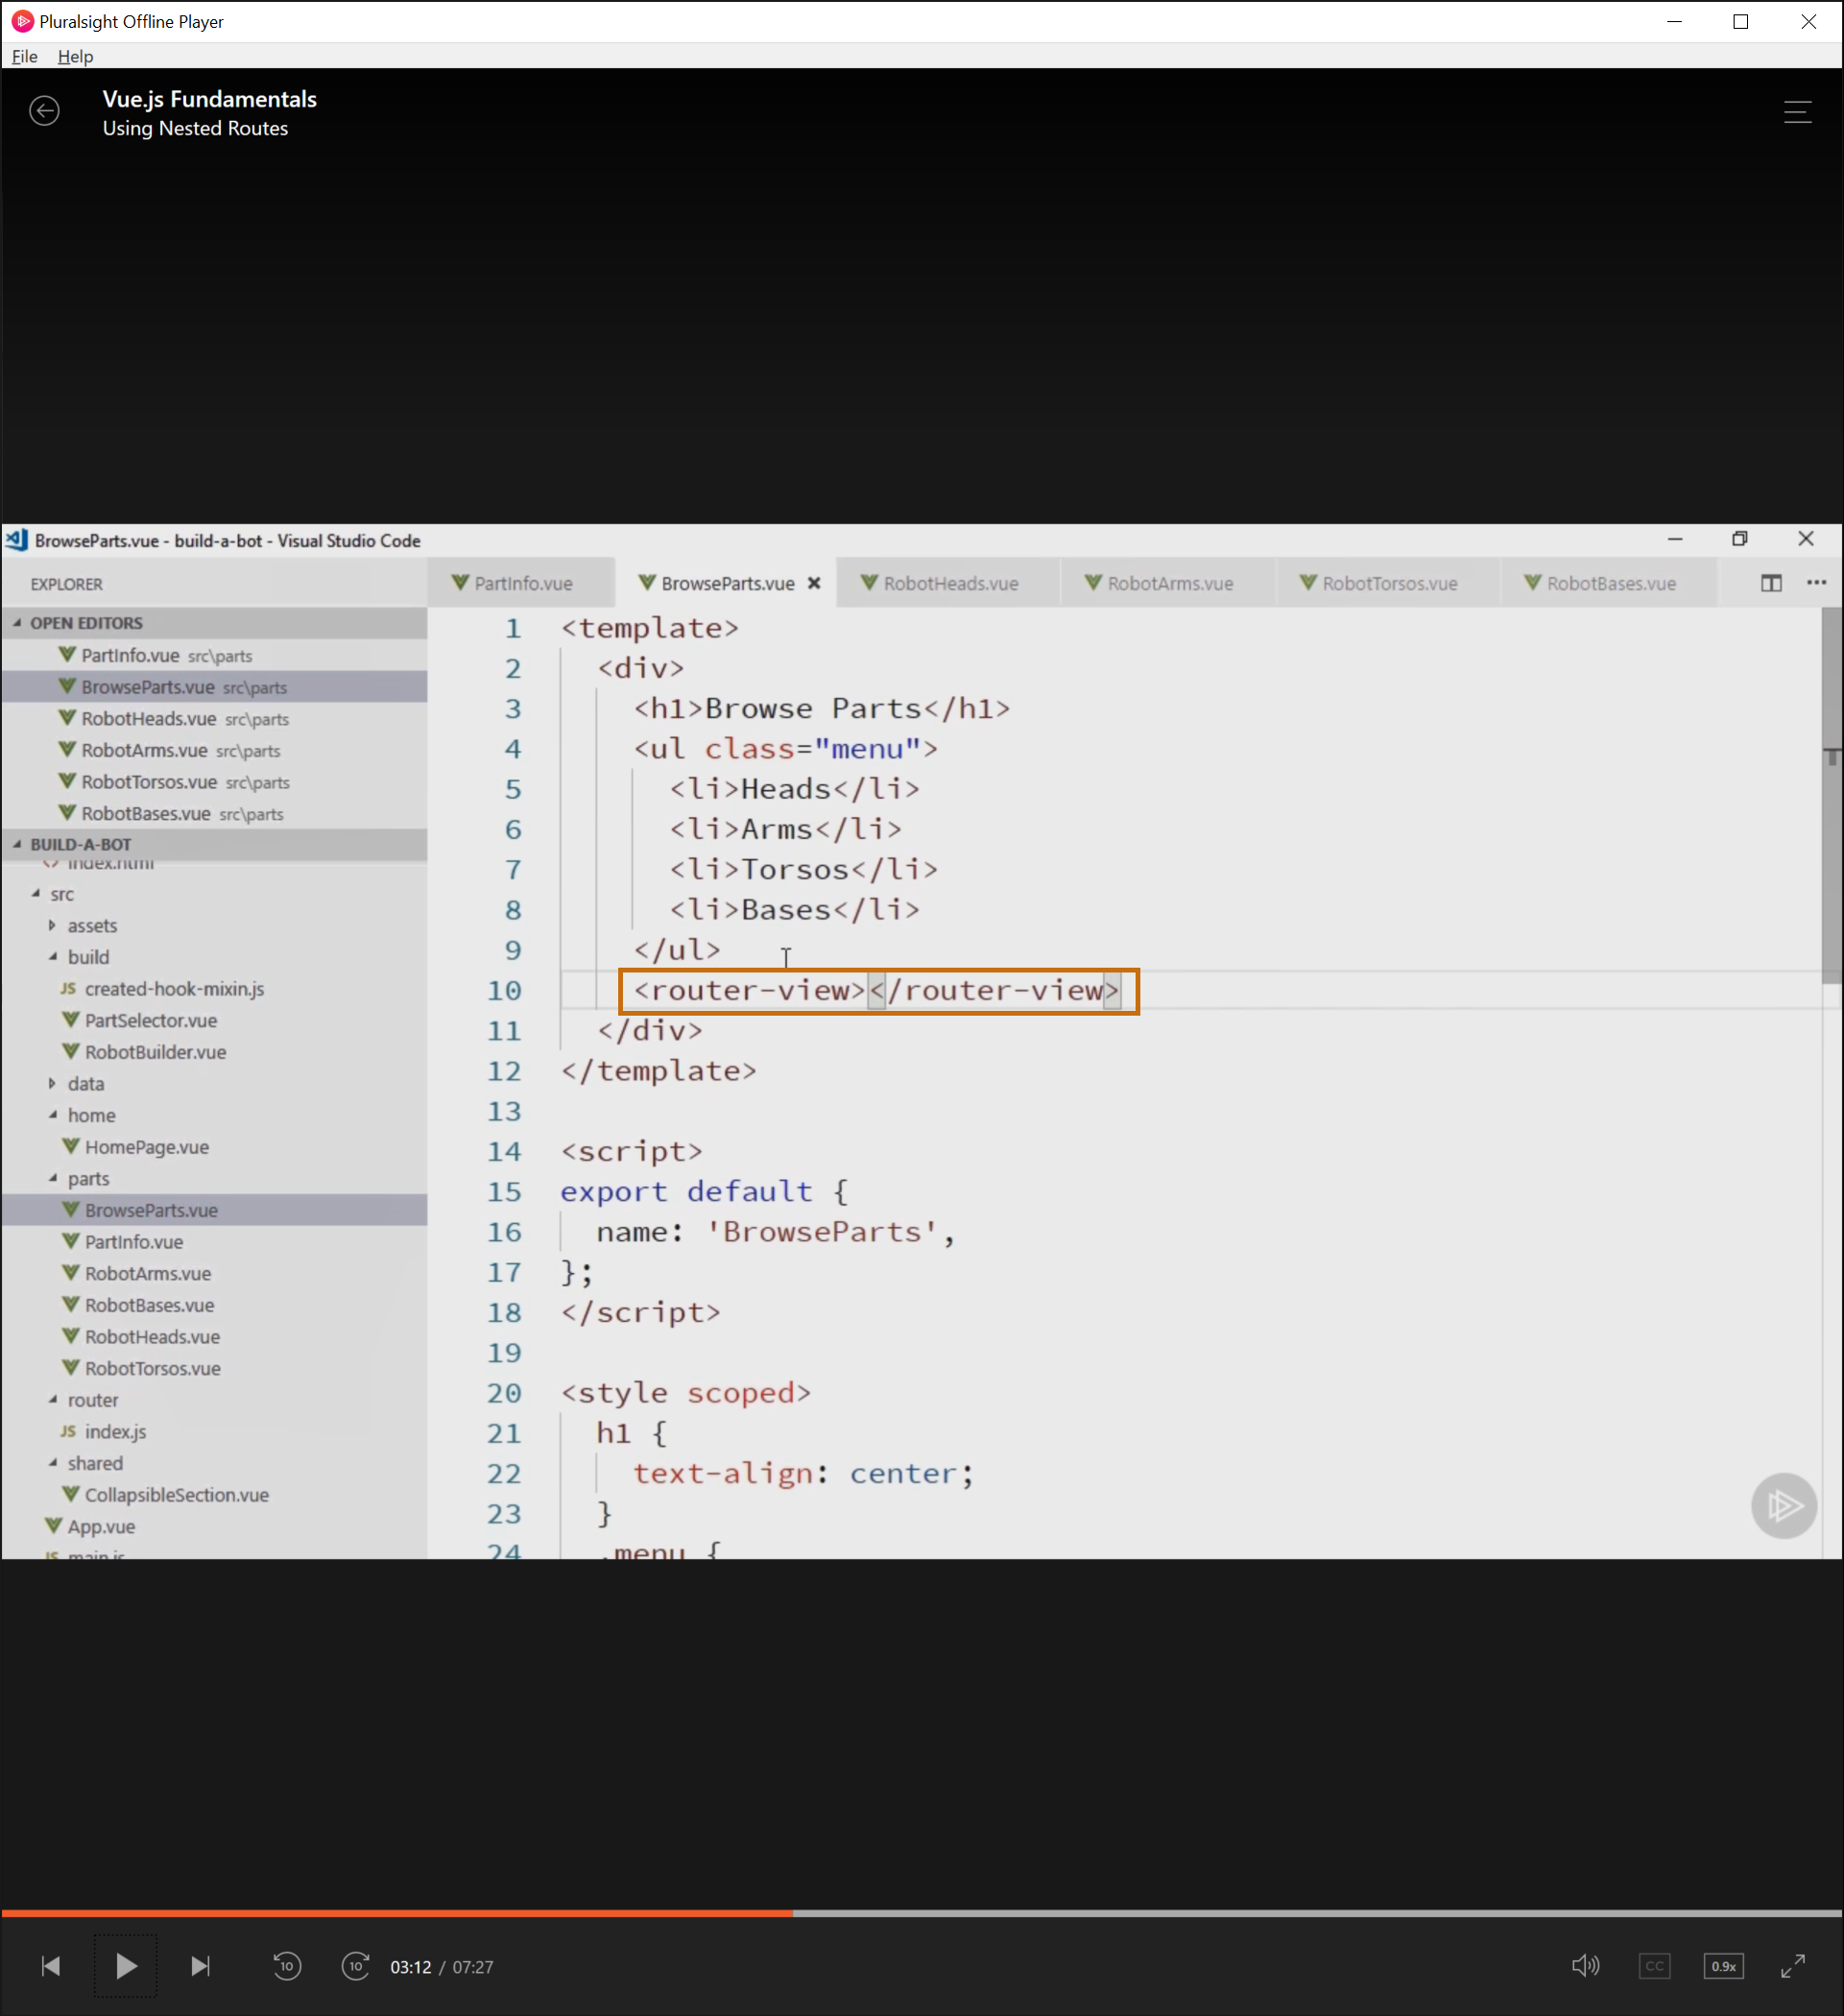 Pluralsight Offline Player
File Help
Vue.js Fundamentals
Using Nested Routes
BrowseParts.vue - build-a-bot - Visual Studio Code
EXPLORER
PartInfo.vue BrowseParts.vue RobotHeads.vue RobotArms.vue RobotTorsos.vue RobotBases.vue
OPEN EDITORS
PartInfo.vue src\parts
BrowseParts.vue src\parts
RobotHeads.vue src\parts
RobotArms.vue src\parts
RobotTorsos.vue src\parts
RobotBases.vue src\parts
BUILD-A-BOT
index.html
src
assets
build
JS created-hook-mixin.js
PartSelector.vue
RobotBuilder.vue
data
home
HomePage.vue
parts
BrowseParts.vue
PartInfo.vue
RobotArms.vue
RobotBases.vue
RobotHeads.vue
RobotTorsos.vue
router
JS index.js
shared
CollapsibleSection.vue
App.vue
JS main.js
1 <template>
2 <div>
3 <h1>Browse Parts</h1>
4 <ul class="menu">
5 <li>Heads</li>
6 <li>Arms</li>
7 <li>Torsos</li>
8 <li>Bases</li>
9 </ul>
10 <router-view></router-view>
11 </div>
12 </template>
13
14 <script>
15 export default {
16 name: 'BrowseParts',
17 };
18 </script>
19
20 <style scoped>
21 h1 {
22 text-align: center;
23 }
24 .menu {
10 10 03:12 / 07:27 CC 0.9x